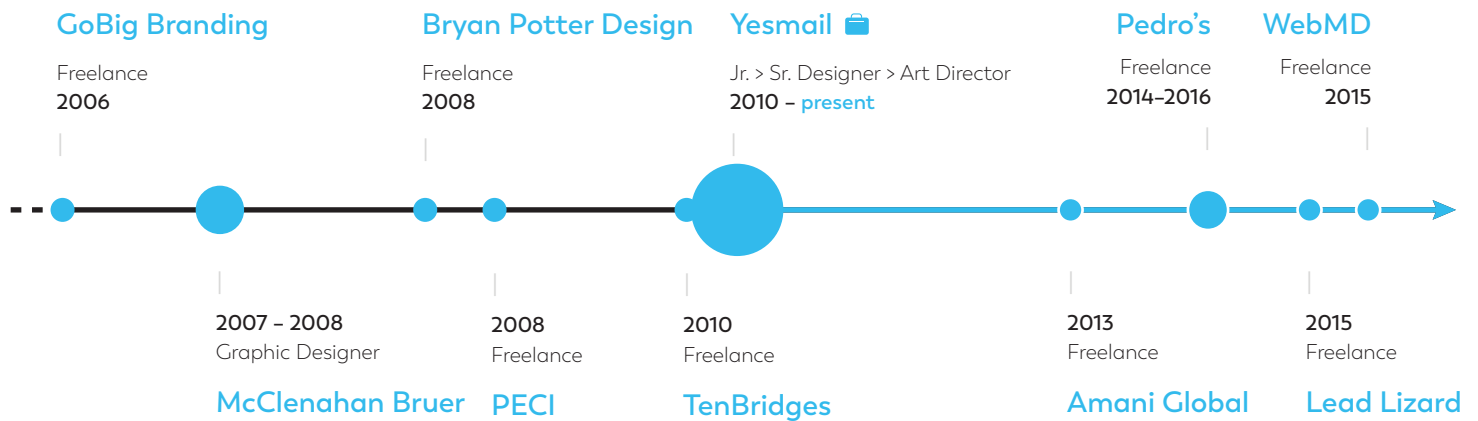 GoBig Branding
Freelance
2006
Bryan Potter Design
Freelance
2008
Yesmail
Jr. > Sr. Designer > Art Director
2010 – present
Pedro’s
Freelance
2014–2016
WebMD
Freelance
2015
2007 – 2008
Graphic Designer
McClenahan Bruer
2008
Freelance
PECI
2010
Freelance
TenBridges
2013
Freelance
Amani Global
2015
Freelance
Lead Lizard